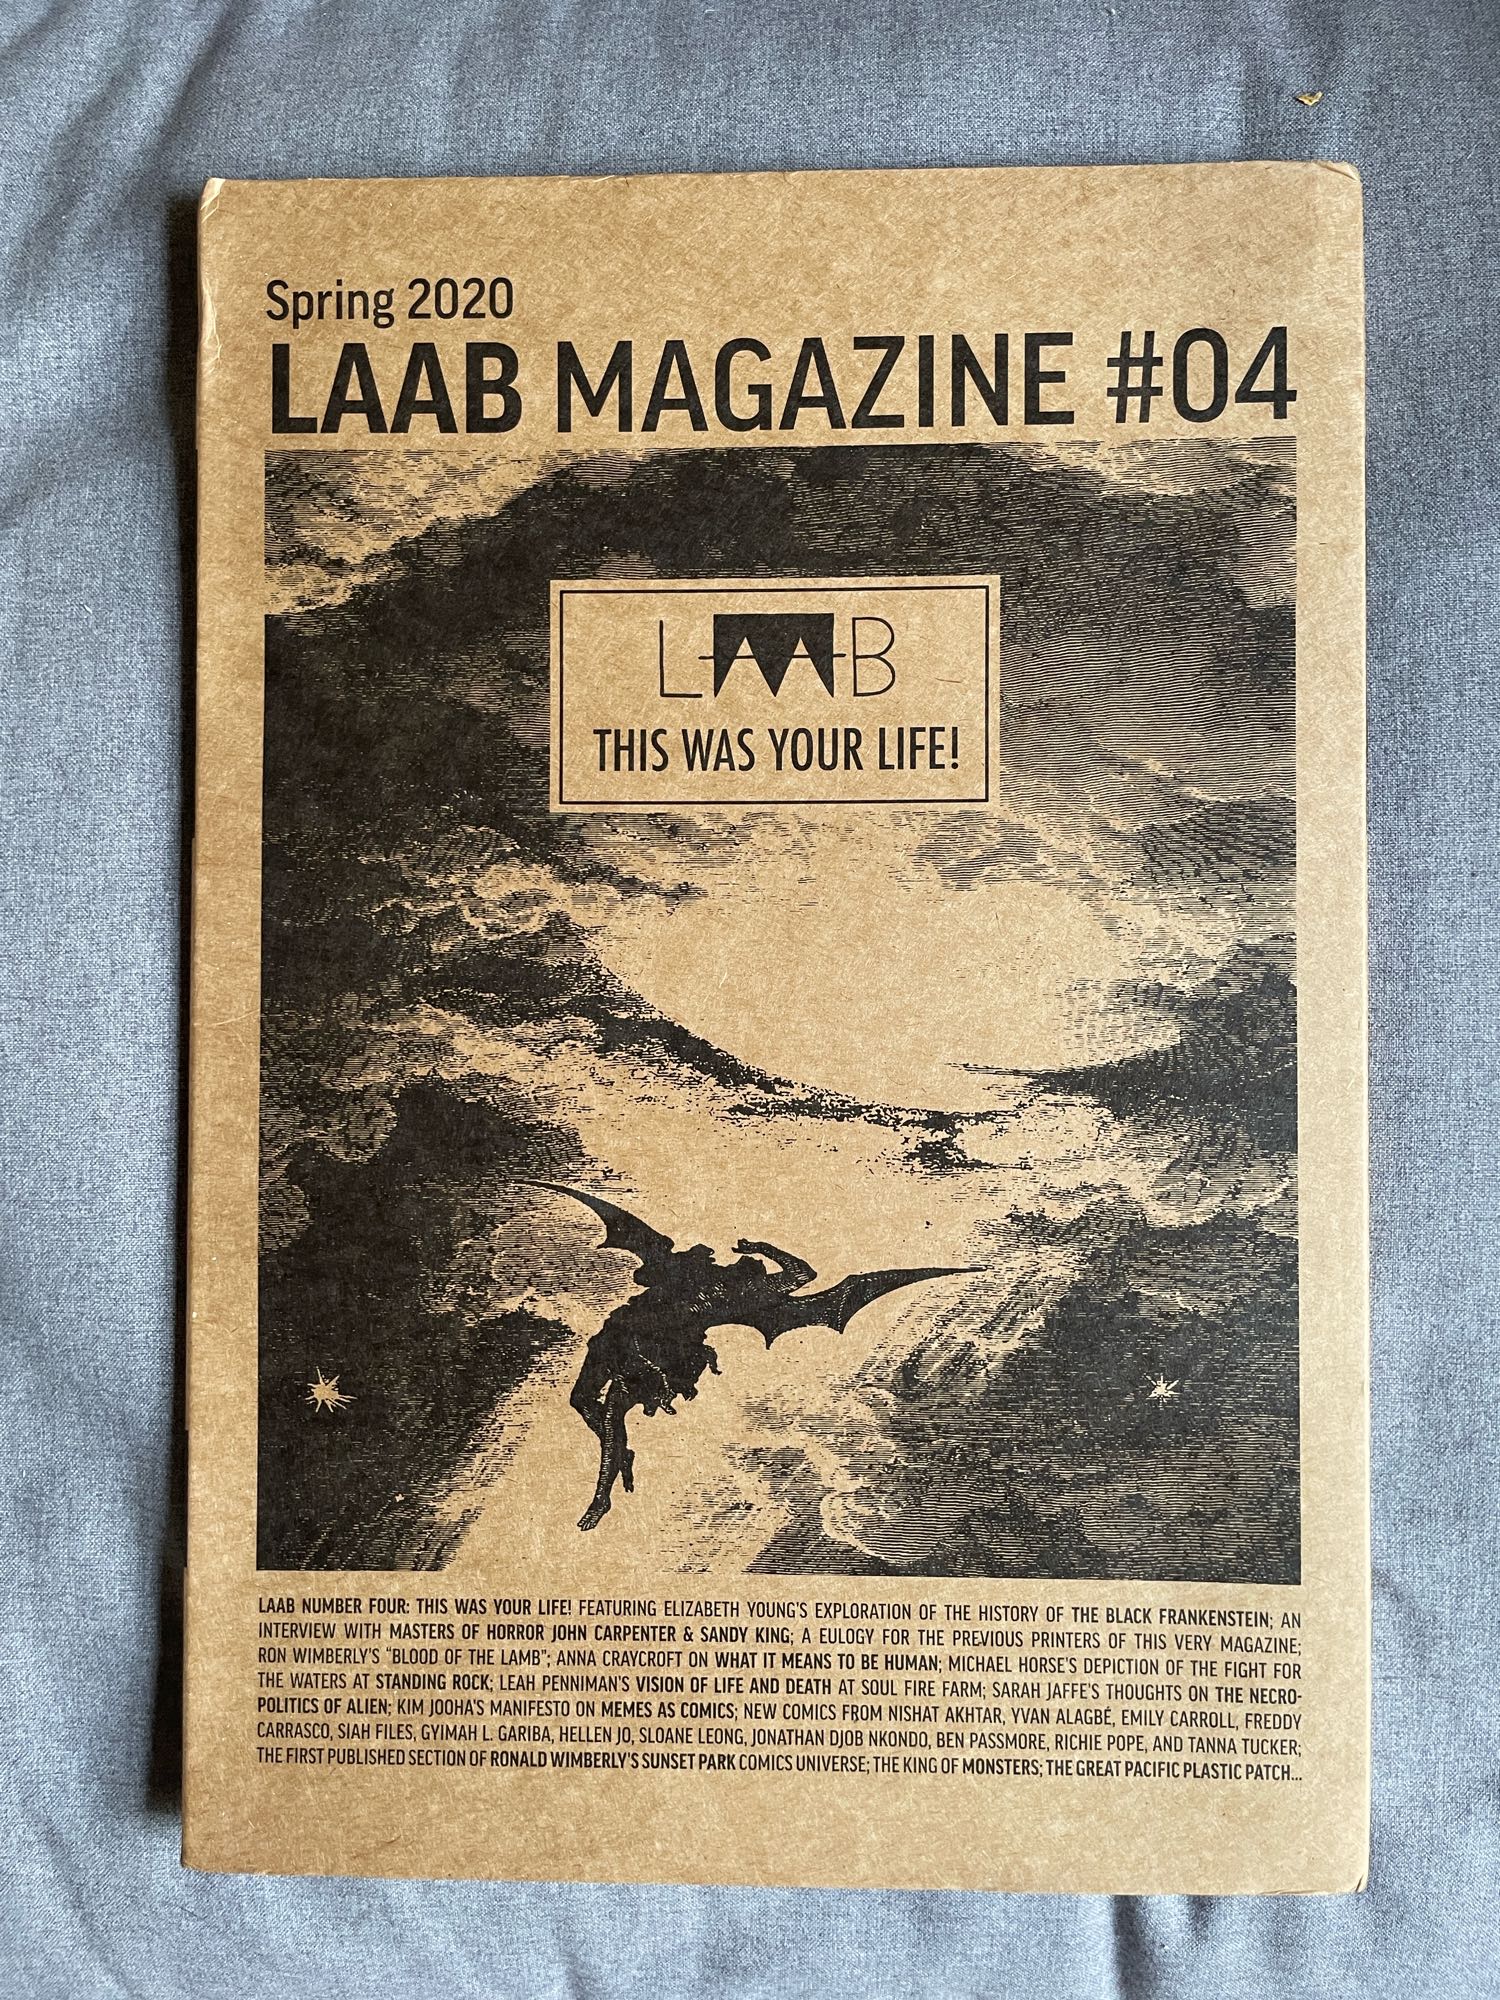 Spring 2020
LAAB MAGAZINE #04
LAAB
THIS WAS YOUR LIFE!
LAAB NUMBER FOUR: THIS WAS YOUR LIFE! FEATURING ELIZABETH YOUNG'S EXPLORATION OF THE HISTORY OF THE BLACK FRANKENSTEIN; AN
INTERVIEW WITH MASTERS OF HORROR JOHN CARPENTER & SANDY KING; A EULOGY FOR THE PREVIOUS PRINTERS OF THIS VERY MAGAZINE;
RON WIMBERLY'S "BLOOD OF THE LAMB"; ANNA CRAYCROFT ON WHAT IT MEANS TO BE HUMAN; MICHAEL HORSE'S DEPICTION OF THE FIGHT FOR
THE WATERS AT STANDING ROCK; LEAH PENNIMAN'S VISION OF LIFE AND DEATH AT SOUL FIRE FARM; SARAH JAFFE'S THOUGHTS ON THE NECRO-
POLITICS OF ALIEN; KIM JOOHA'S MANIFESTO ON MEMES AS COMICS; NEW COMICS FROM NISHAT AKHTAR, YVAN ALAGBÉ, EMILY CARROLL, FREDDY
CARRASCO, SIAH FILES, GYIMAH L. GARIBA, HELLEN JO, SLOANE LEONG, JONATHAN DJOB NKONDO, BEN PASSMORE, RICHIE POPE, AND TANNA TUCKER;
THE FIRST PUBLISHED SECTION OF RONALD WIMBERLY'S SUNSET PARK COMICS UNIVERSE; THE KING OF MONSTERS; THE GREAT PACIFIC PLASTIC PATCH...